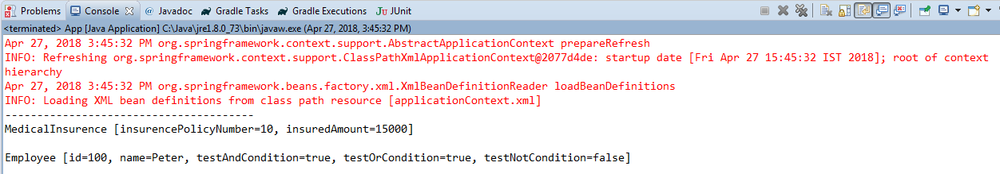 Problems Console Javadoc Gradle Tasks Gradle Executions JUnit
<terminated> App [Java Application] C:\Java\jre1.8.0_73\bin\javaw.exe (Apr 27, 2018, 3:45:32 PM)
Apr 27, 2018 3:45:32 PM org.springframework.context.support.AbstractApplicationContext prepareRefresh
INFO: Refreshing org.springframework.context.support.ClassPathXmlApplicationContext@2077d4de: startup date [Fri Apr 27 15:45:32 IST 2018]; root of context
hierarchy
Apr 27, 2018 3:45:32 PM org.springframework.beans.factory.xml.XmlBeanDefinitionReader loadBeanDefinitions
INFO: Loading XML bean definitions from class path resource [applicationContext.xml]
---------------------------------------
MedicalInsurence [insurencePolicyNumber=10, insuredAmount=15000]
Employee [id=100, name=Peter, testAndCondition=true, testOrCondition=true, testNotCondition=false]